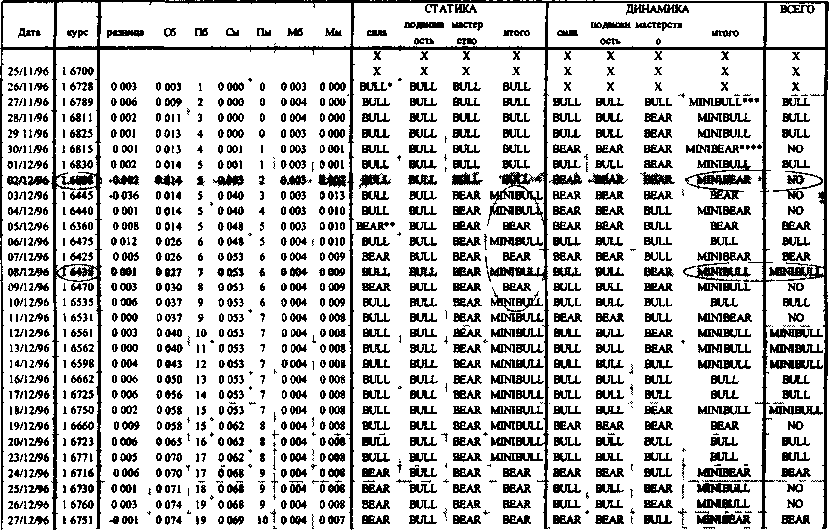 СТАТИКА ДИНАМИКА ВСЕГО
Дата курс разница Об Пб См Пм Мб Мм сила подвижн ость мастер ство итого сила подвижн ость мастерств о итого
X X X X X X X X X
25/11/96 1 6700 X X X X X X X X X
26/11/96 1 6728 0 003 0 003 1 0 000 0 0 003 0 000 BULL* BULL BULL BULL X X X X X
27/11/96 1 6789 0 006 0 009 2 0 000 0 0 004 0 000 BULL BULL BULL BULL BULL BULL BULL MINIBULL*** BULL
28/11/96 1 6811 0 002 0 011 3 0 000 0 0 004 0 000 BULL BULL BULL BULL BULL BULL BEAR MINIBULL BULL
29 11/96 1 6825 0 001 0 013 4 0 000 0 0 003 0 000 BULL BULL BULL BULL BULL BULL BEAR MINIBULL BULL
30/11/96 1 6815 0 001 0 013 4 0 001 1 0 003 0 001 BULL BULL BULL BULL BEAR BEAR BEAR MINIBEAR**** NO
01/12/96 1 6830 0 002 0 014 5 0 001 1 0 003 0 001 BULL BULL BULL BULL BULL BULL BEAR MINIBULL BULL
02/12/96 2 BULL BULL BULL BULL BEAR BEAR BEAR MINIBEAR NO
03/12/96 1 6445 -0 036 0 014 5 0 040 3 0 003 0 013 BULL BULL BEAR MINIBULL BEAR BEAR BEAR BEAR NO
04/12/96 1 6440 0 001 0 014 5 0 040 4 0 003 0 010 BULL BULL BEAR MINIBULL BEAR BEAR BULL MINIBEAR NO
05/12/96 1 6360 0 008 0 014 5 0 048 5 0 003 0 010 BEAR** BULL BEAR BEAR BEAR BEAR BULL BEAR BEAR
06/12/96 1 6475 0 012 0 026 6 0 048 5 0 004 0 010 BULL BULL BEAR MINIBULL BULL BULL BULL BULL BULL
07/12/96 1 6425 0 005 0 026 6 0 053 6 0 004 0 009 BEAR BULL BEAR BEAR BEAR BEAR BULL MINIBEAR BEAR
08/12/96 1 6438 0 001 0 027 7 0 053 6 0 004 0 009 BULL BULL BEAR MINIBULL BULL BULL BEAR MINIBULL MINIBULL
09/12/96 1 6470 0 003 0 030 8 0 053 6 0 004 0 009 BEAR BULL BEAR BEAR BULL BULL BEAR MINIBULL NO
10/12/96 1 6535 0 006 0 037 9 0 053 6 0 004 0 009 BULL BULL BEAR MINIBULL BULL BULL BULL BULL BULL
11/12/96 1 6531 0 000 0 037 9 0 053 7 0 004 0 008 BULL BULL BEAR MINIBULL BEAR BEAR BULL MINIBEAR NO
12/12/96 1 6561 0 003 0 040 10 0 053 7 0 004 0 008 BULL BULL BEAR MINIBULL BULL BULL BEAR MINIBULL MINIBULL
13/12/96 1 6562 0 000 0 040 11 0 053 7 0 004 0 008 BULL BULL BEAR MINIBULL BULL BULL BEAR MINIBULL MINIBULL
14/12/96 1 6598 0 004 0 043 12 0 053 7 0 004 0 008 BULL BULL BEAR MINIBULL BULL BULL BEAR MINIBULL MINIBULL
16/12/96 1 6662 0 006 0 050 13 0 053 7 0 004 0 008 BULL BULL BEAR MINIBULL BULL BULL BULL BULL BULL
17/12/96 1 6725 0 006 0 056 14 0 053 7 0 004 0 008 BULL BULL BEAR MINIBULL BULL BULL BULL BULL BULL
18/12/96 1 6750 0 002 0 058 15 0 053 7 0 004 0 008 BULL BULL BEAR MINIBULL BULL BULL BEAR MINIBULL MINIBULL
19/12/96 1 6660 0 009 0 058 15 0 062 8 0 004 0 008 BULL BULL BEAR MINIBULL BEAR BEAR BEAR BEAR NO
20/12/96 1 6723 0 006 0 065 16 0 062 8 0 004 0 008 BULL BULL BEAR MINIBULL BULL BULL BULL BULL BULL
23/12/96 1 6771 0 005 0 070 17 0 062 8 0 004 0 008 BULL BULL BEAR MINIBULL BULL BULL BULL BULL BULL
24/12/96 1 6716 0 006 0 070 17 0 068 9 0 004 0 008 BEAR BULL BEAR BEAR BEAR BEAR BULL MINIBEAR BEAR
25/12/96 1 6730 0 001 0 071 18 0 068 9 0 004 0 008 BEAR BULL BEAR BEAR BULL BULL BEAR MINIBULL NO
26/12/96 1 6760 0 003 0 074 19 0 068 9 0 004 0 008 BEAR BULL BEAR BEAR BULL BULL BEAR MINIBULL NO
27/12/96 1 6751 -0 001 0 074 19 0 069 10 0 004 0 007 BEAR BULL BEAR BEAR BEAR BEAR BULL MINIBEAR BEAR